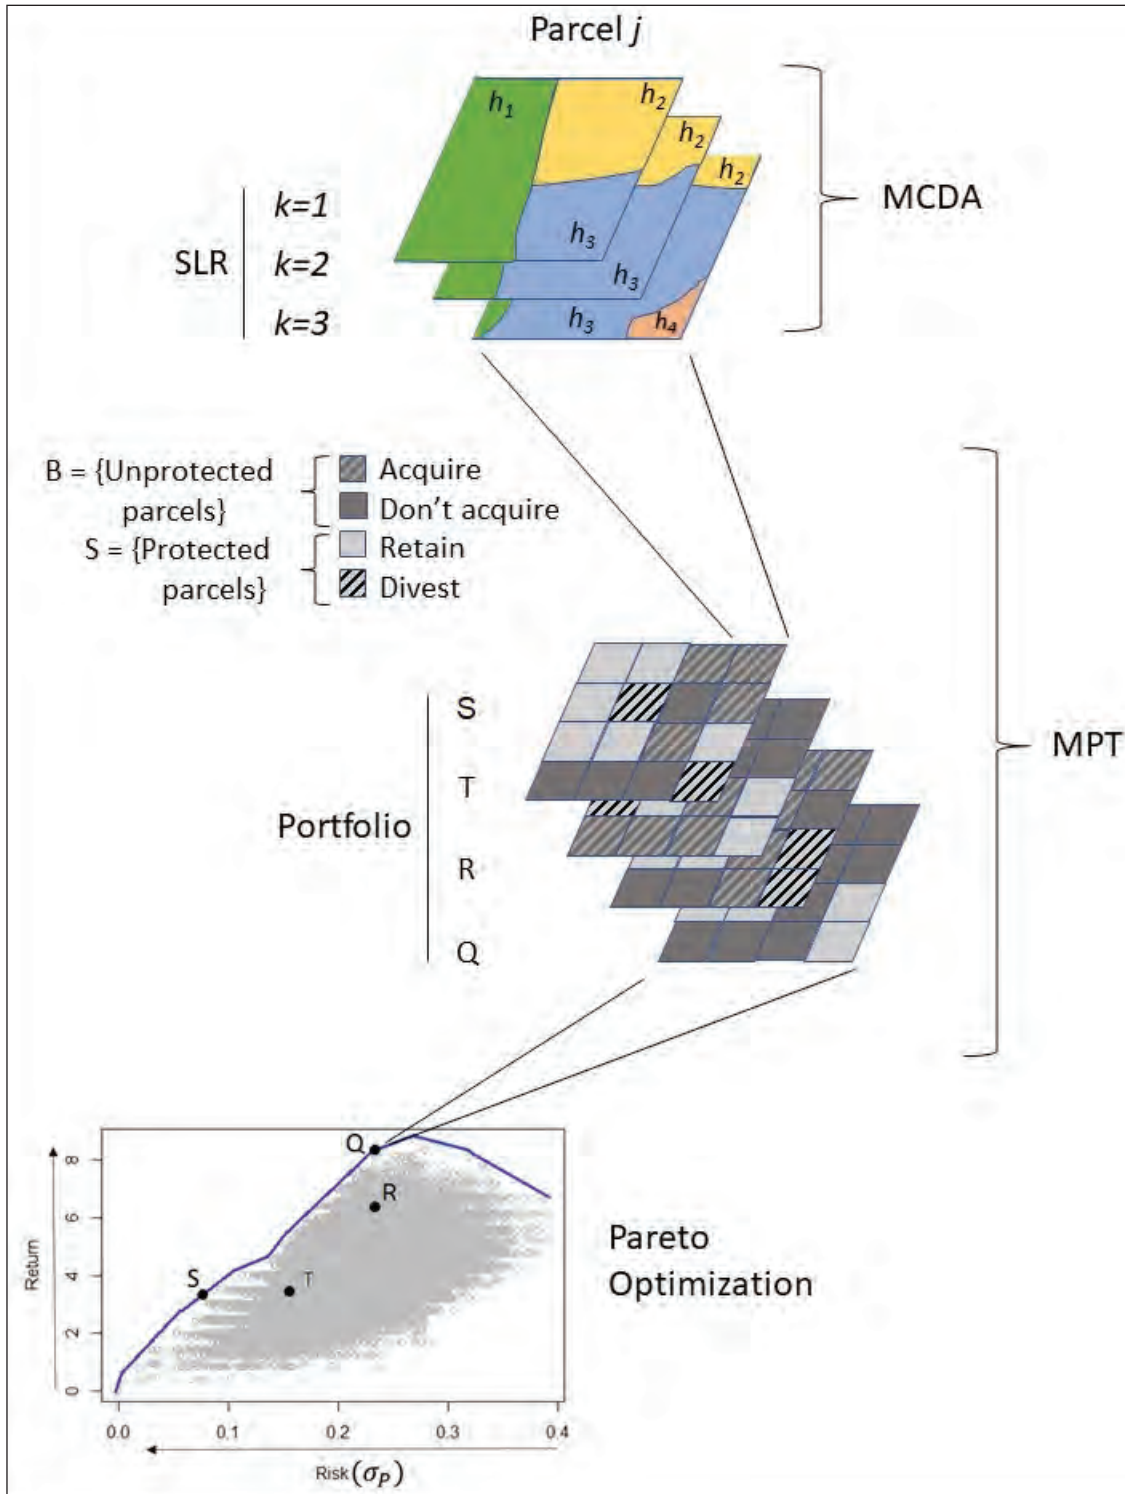 Parcel j
h1
h2
h2
h2
h3
h3
h3
h4
SLR
k=1
k=2
k=3
MCDA
B = {Unprotected
parcels}
S = {Protected
parcels}
Acquire
Don't acquire
Retain
Divest
Portfolio
S
T
R
Q
MPT
Q
R
S
T
Return
8
6
4
2
0
0.0 0.1 0.2 0.3 0.4
Risk(σP)
Pareto
Optimization